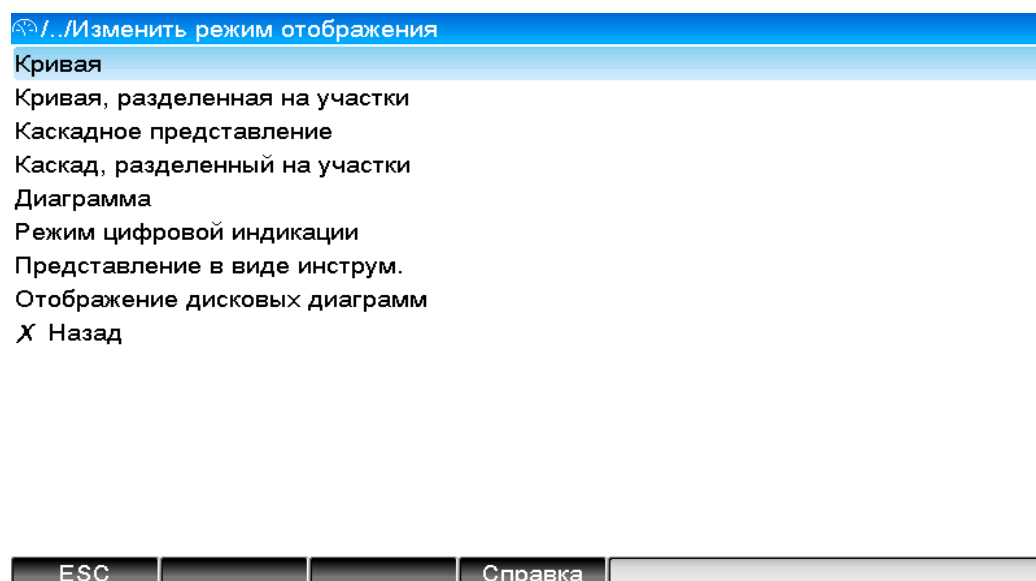 /../Изменить режим отображения
Кривая
Кривая, разделенная на участки
Каскадное представление
Каскад, разделенный на участки
Диаграмма
Режим цифровой индикации
Представление в виде инструм.
Отображение дисковых диаграмм
X Назад
ESC Справка